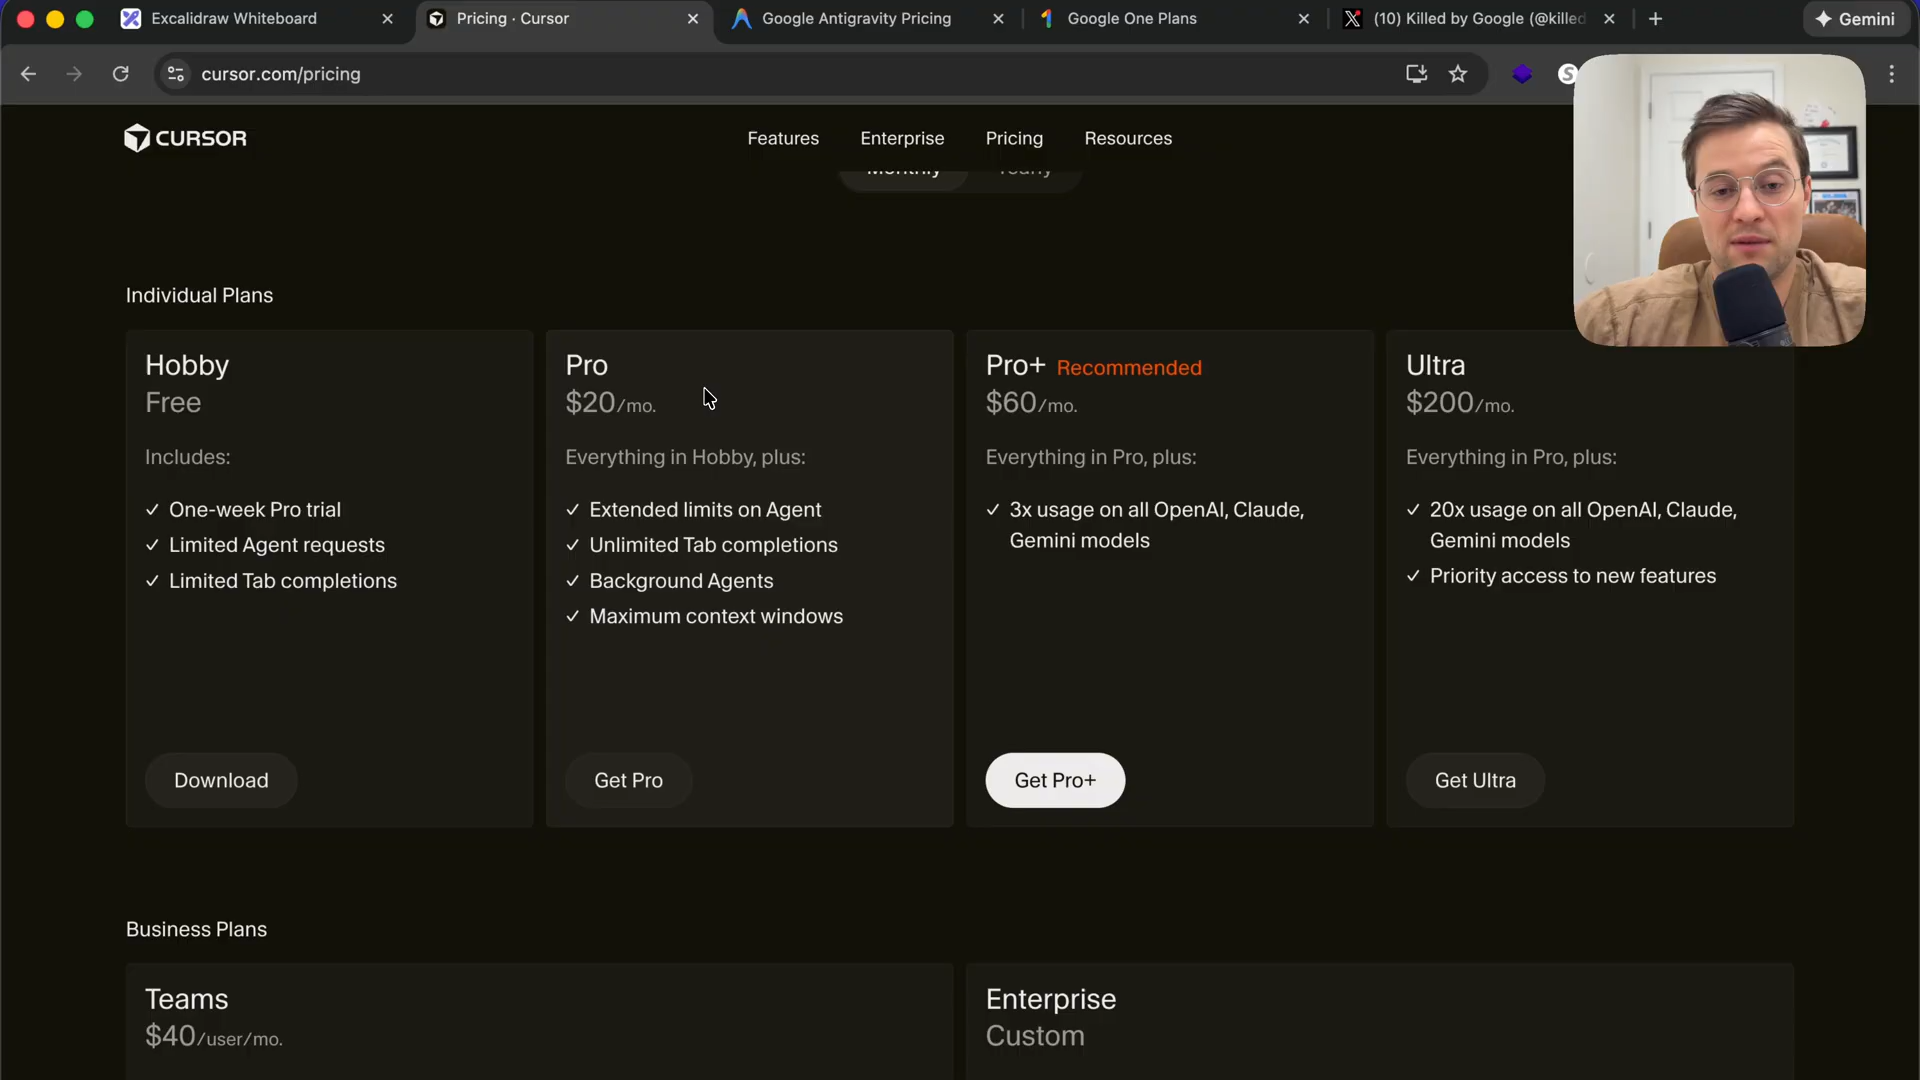 Excalidraw Whiteboard
Pricing · Cursor
Google Antigravity Pricing
Google One Plans
(10) Killed by Google (@killed
Gemini
cursor.com/pricing
CURSOR
Features
Enterprise
Pricing
Resources
Monthly
Yearly
Individual Plans
Hobby
Free
Includes:
✓ One-week Pro trial
✓ Limited Agent requests
✓ Limited Tab completions
Download
Pro
$20/mo.
Everything in Hobby, plus:
✓ Extended limits on Agent
✓ Unlimited Tab completions
✓ Background Agents
✓ Maximum context windows
Get Pro
Pro+ Recommended
$60/mo.
Everything in Pro, plus:
✓ 3x usage on all OpenAI, Claude,
Gemini models
Get Pro+
Ultra
$200/mo.
Everything in Pro, plus:
✓ 20x usage on all OpenAI, Claude,
Gemini models
✓ Priority access to new features
Get Ultra
Business Plans
Teams
$40/user/mo.
Enterprise
Custom